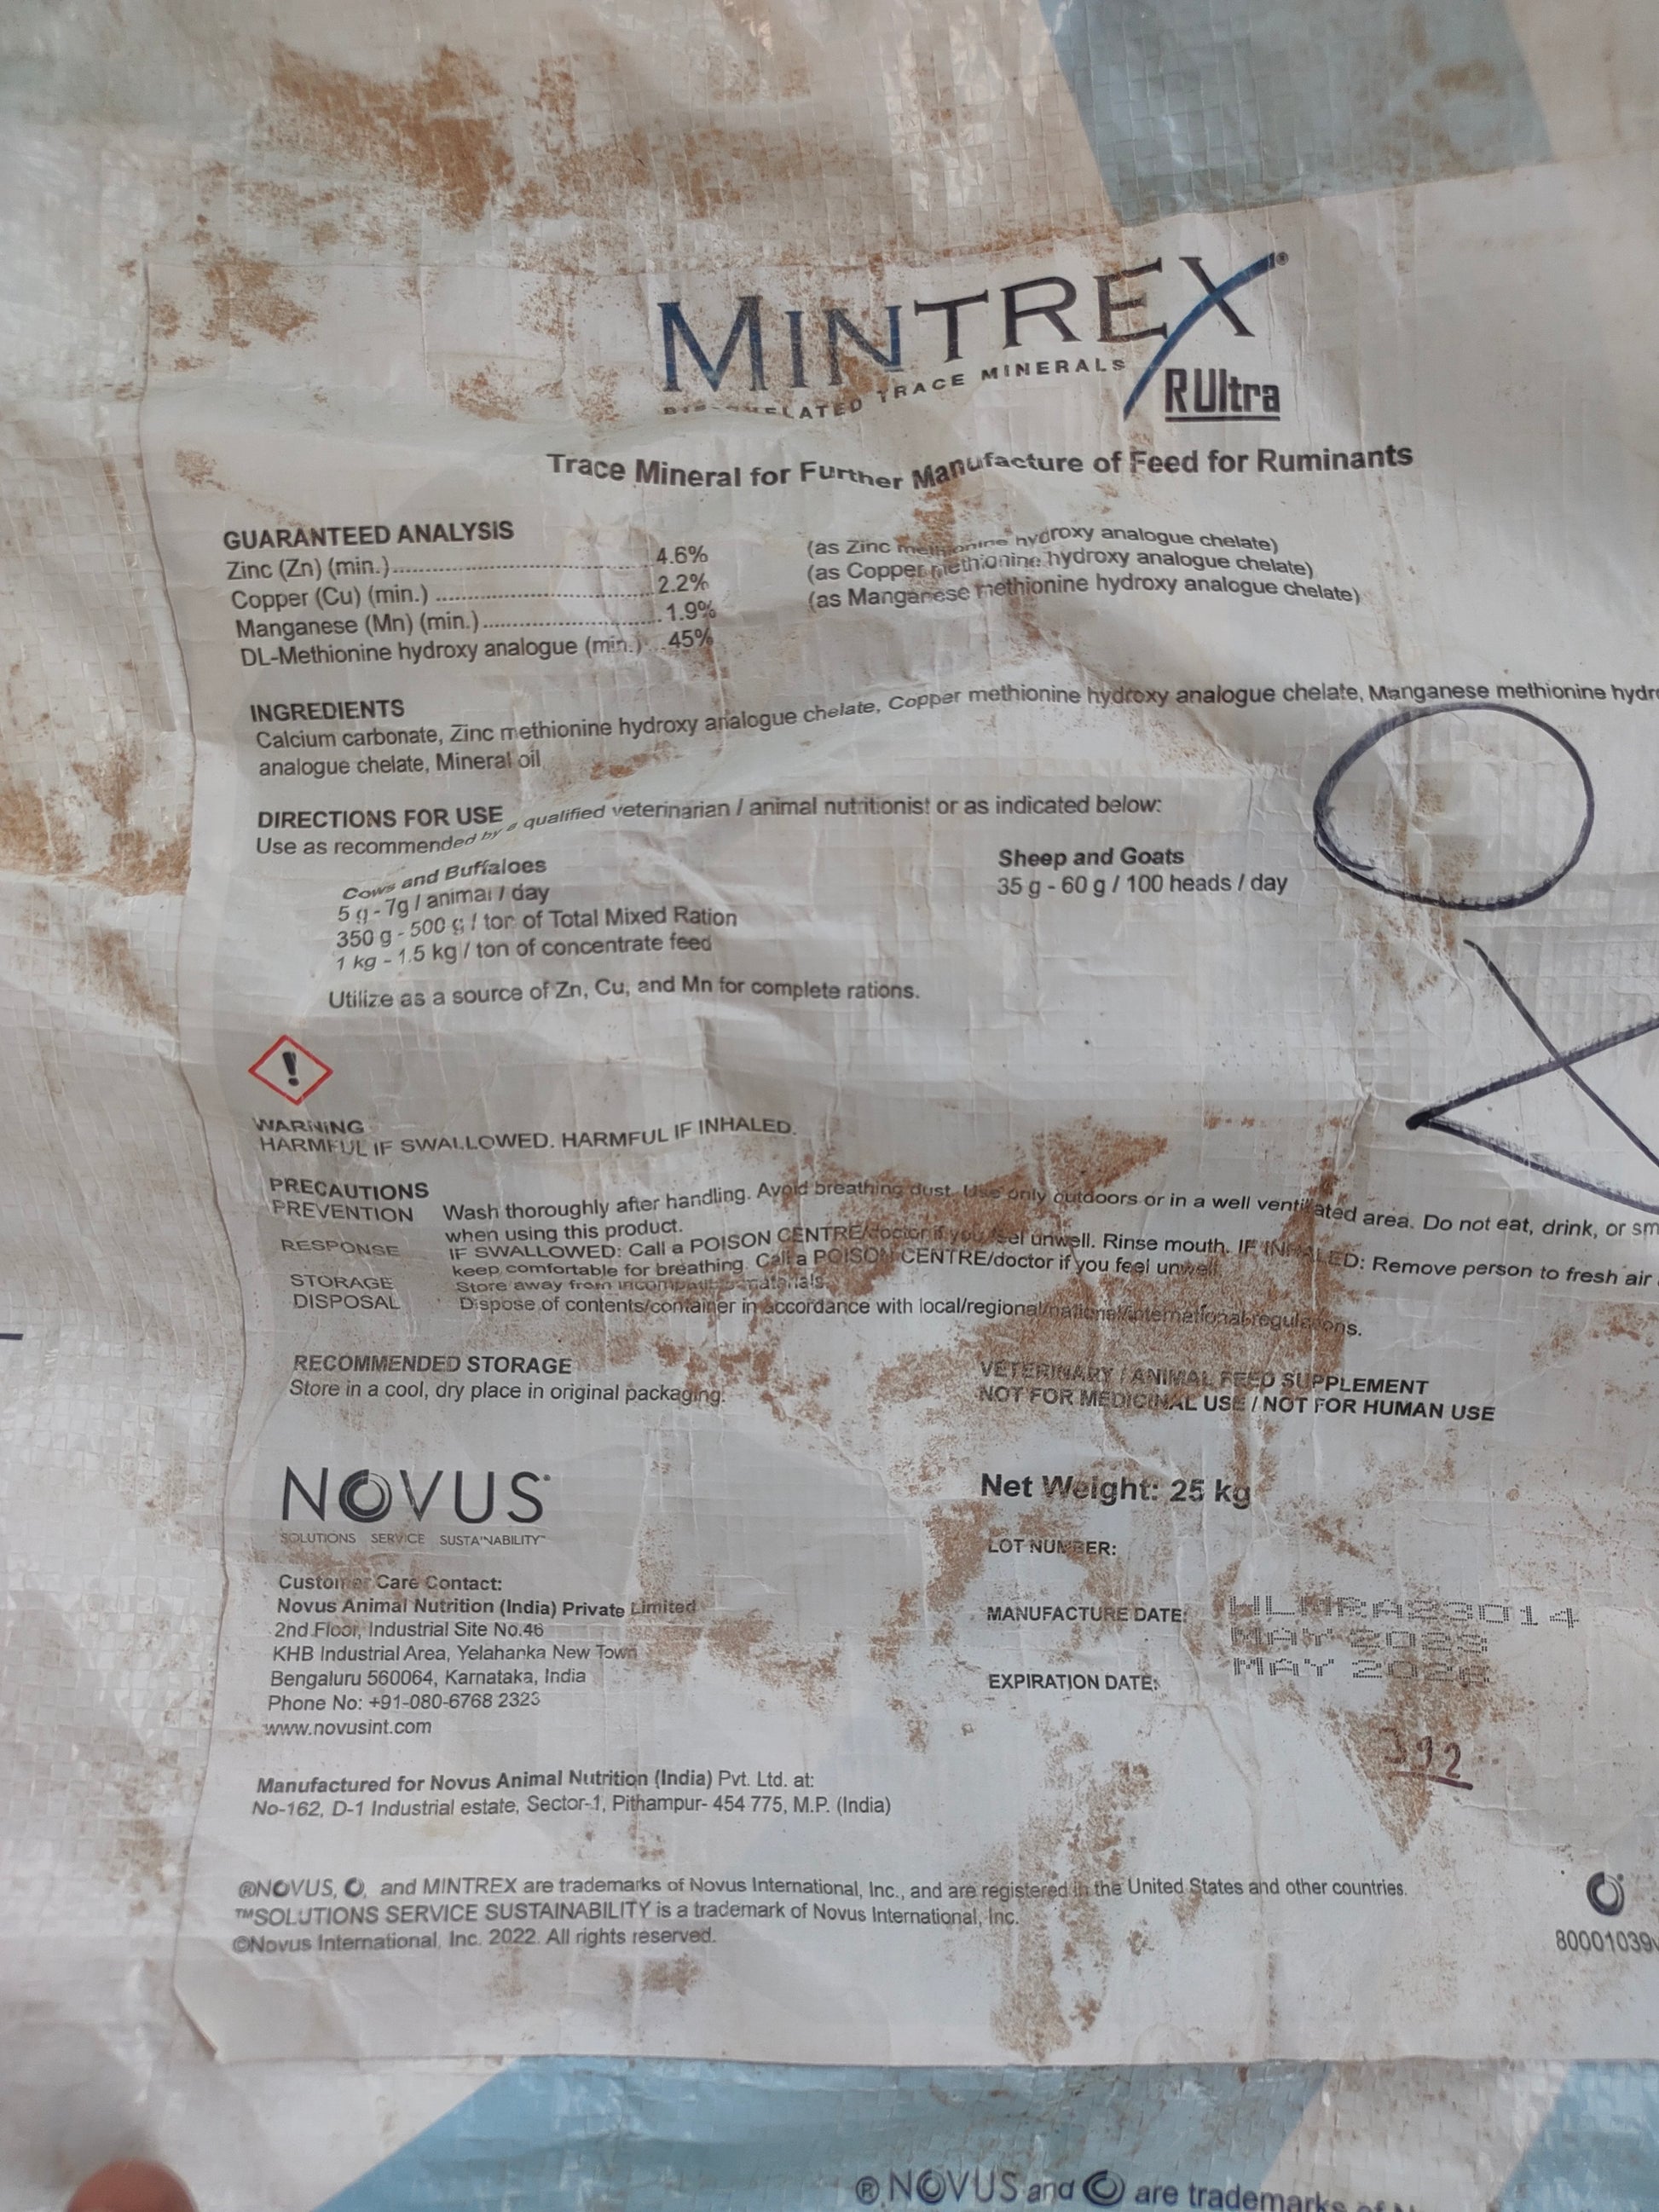 MINTREX®
BIS-CHELATED TRACE MINERALS
R Ultra
Trace Mineral for Further Manufacture of Feed for Ruminants
GUARANTEED ANALYSIS
Zinc (Zn) (min.)..............................4.6% (as Zinc methionine hydroxy analogue chelate)
Copper (Cu) (min.) ..............................2.2% (as Copper methionine hydroxy analogue chelate)
Manganese (Mn) (min.)..............................1.9% (as Manganese methionine hydroxy analogue chelate)
DL-Methionine hydroxy analogue (min.)...45%
INGREDIENTS
Calcium carbonate, Zinc methionine hydroxy analogue chelate, Copper methionine hydroxy analogue chelate, Manganese methionine hydr
analogue chelate, Mineral oil
DIRECTIONS FOR USE
Use as recommended by a qualified veterinarian / animal nutritionist or as indicated below:
Cows and Buffaloes
5 g - 7g / animal / day
350 g - 500 g / ton of Total Mixed Ration
1 kg - 1.5 kg / ton of concentrate feed
Sheep and Goats
35 g - 60 g / 100 heads / day
Utilize as a source of Zn, Cu, and Mn for complete rations.
WARNING
HARMFUL IF SWALLOWED. HARMFUL IF INHALED.
PRECAUTIONS
PREVENTION Wash thoroughly after handling. Avoid breathing dust. Use only outdoors or in a well ventilated area. Do not eat, drink, or sm
when using this product.
RESPONSE IF SWALLOWED: Call a POISON CENTRE/doctor if you feel unwell. Rinse mouth. IF INHALED: Remove person to fresh air
keep comfortable for breathing. Call a POISON CENTRE/doctor if you feel unwell.
STORAGE Store away from incompatible materials.
DISPOSAL Dispose of contents/container in accordance with local/regional/national/international regulations.
RECOMMENDED STORAGE
Store in a cool, dry place in original packaging.
VETERINARY / ANIMAL FEED SUPPLEMENT
NOT FOR MEDICINAL USE / NOT FOR HUMAN USE
NOVUS®
SOLUTIONS SERVICE SUSTAINABILITY™
Customer Care Contact:
Novus Animal Nutrition (India) Private Limited
2nd Floor, Industrial Site No.46
KHB Industrial Area, Yelahanka New Town
Bengaluru 560064, Karnataka, India
Phone No: +91-080-6768 2323
www.novusint.com
Net Weight: 25 kg
LOT NUMBER:
MANUFACTURE DATE:
EXPIRATION DATE:
MAY 2023
MAY 2026
392
Manufactured for Novus Animal Nutrition (India) Pvt. Ltd. at:
No-162, D-1 Industrial estate, Sector-1, Pithampur- 454 775, M.P. (India)
®NOVUS, and MINTREX are trademarks of Novus International, Inc., and are registered in the United States and other countries.
™SOLUTIONS SERVICE SUSTAINABILITY is a trademark of Novus International, Inc.
©Novus International, Inc. 2022. All rights reserved.
80001039
® NOVUS and are trademarks of N